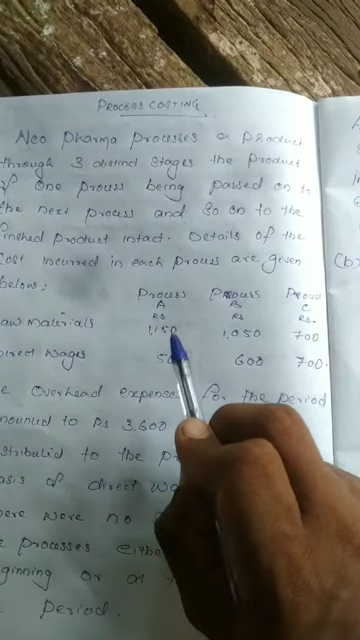 PROCESS COSTING
Neo Pharma Processes a Product
through 3 distinct stages the Product
of one process being passed on to
the next process and so on to the
finished product intact. Details of the
cost incurred in each process are given
below:
Process Process
A B C
Rs Rs Rs
aw Materials 1,150 1,050 700
irect wages 600 700.
e Overhead expenses for the period
mounted to Rs 3,600
stributed to the
asis of direct
ere were no
e processes eithe
ginning or at
e period.